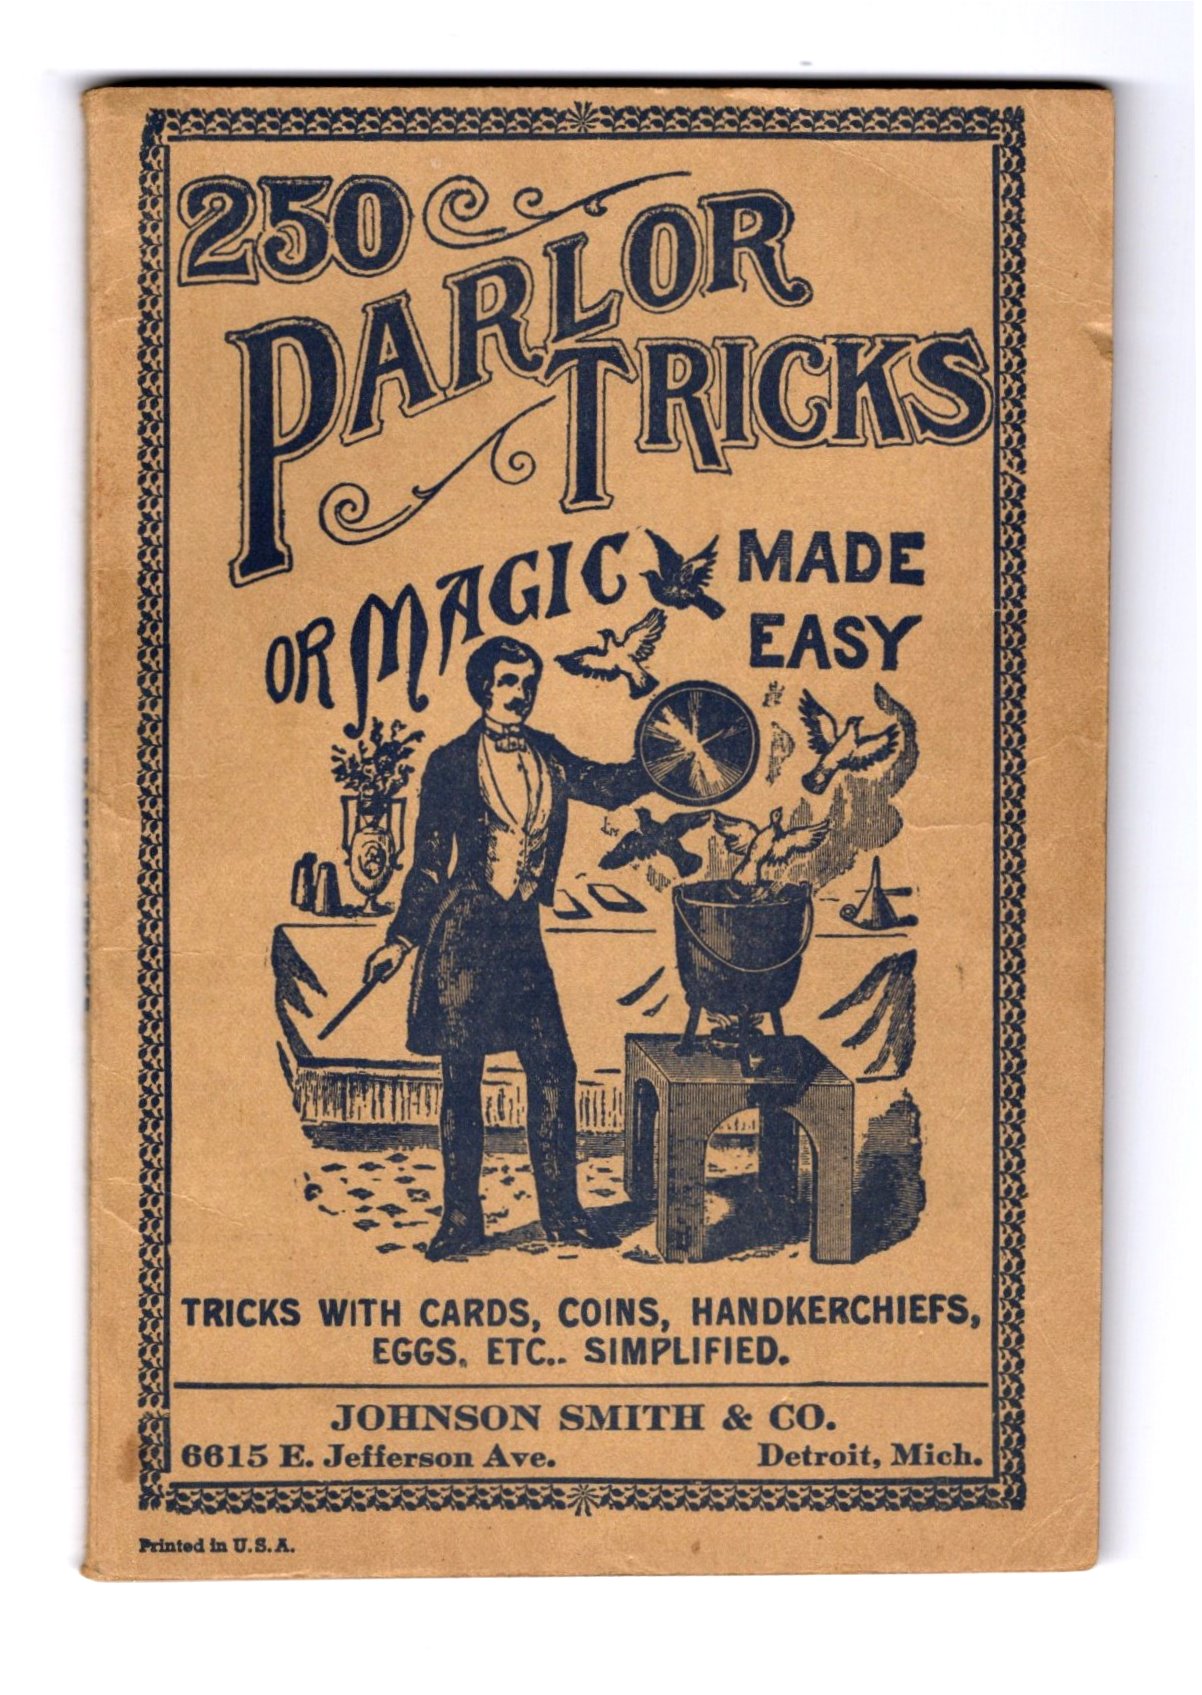 250
PARLOR
TRICKS
OR MAGIC MADE
EASY
TRICKS WITH CARDS, COINS, HANDKERCHIEFS,
EGGS. ETC.. SIMPLIFIED.
JOHNSON SMITH & CO.
6615 E. Jefferson Ave. Detroit, Mich.
Printed in U.S.A.